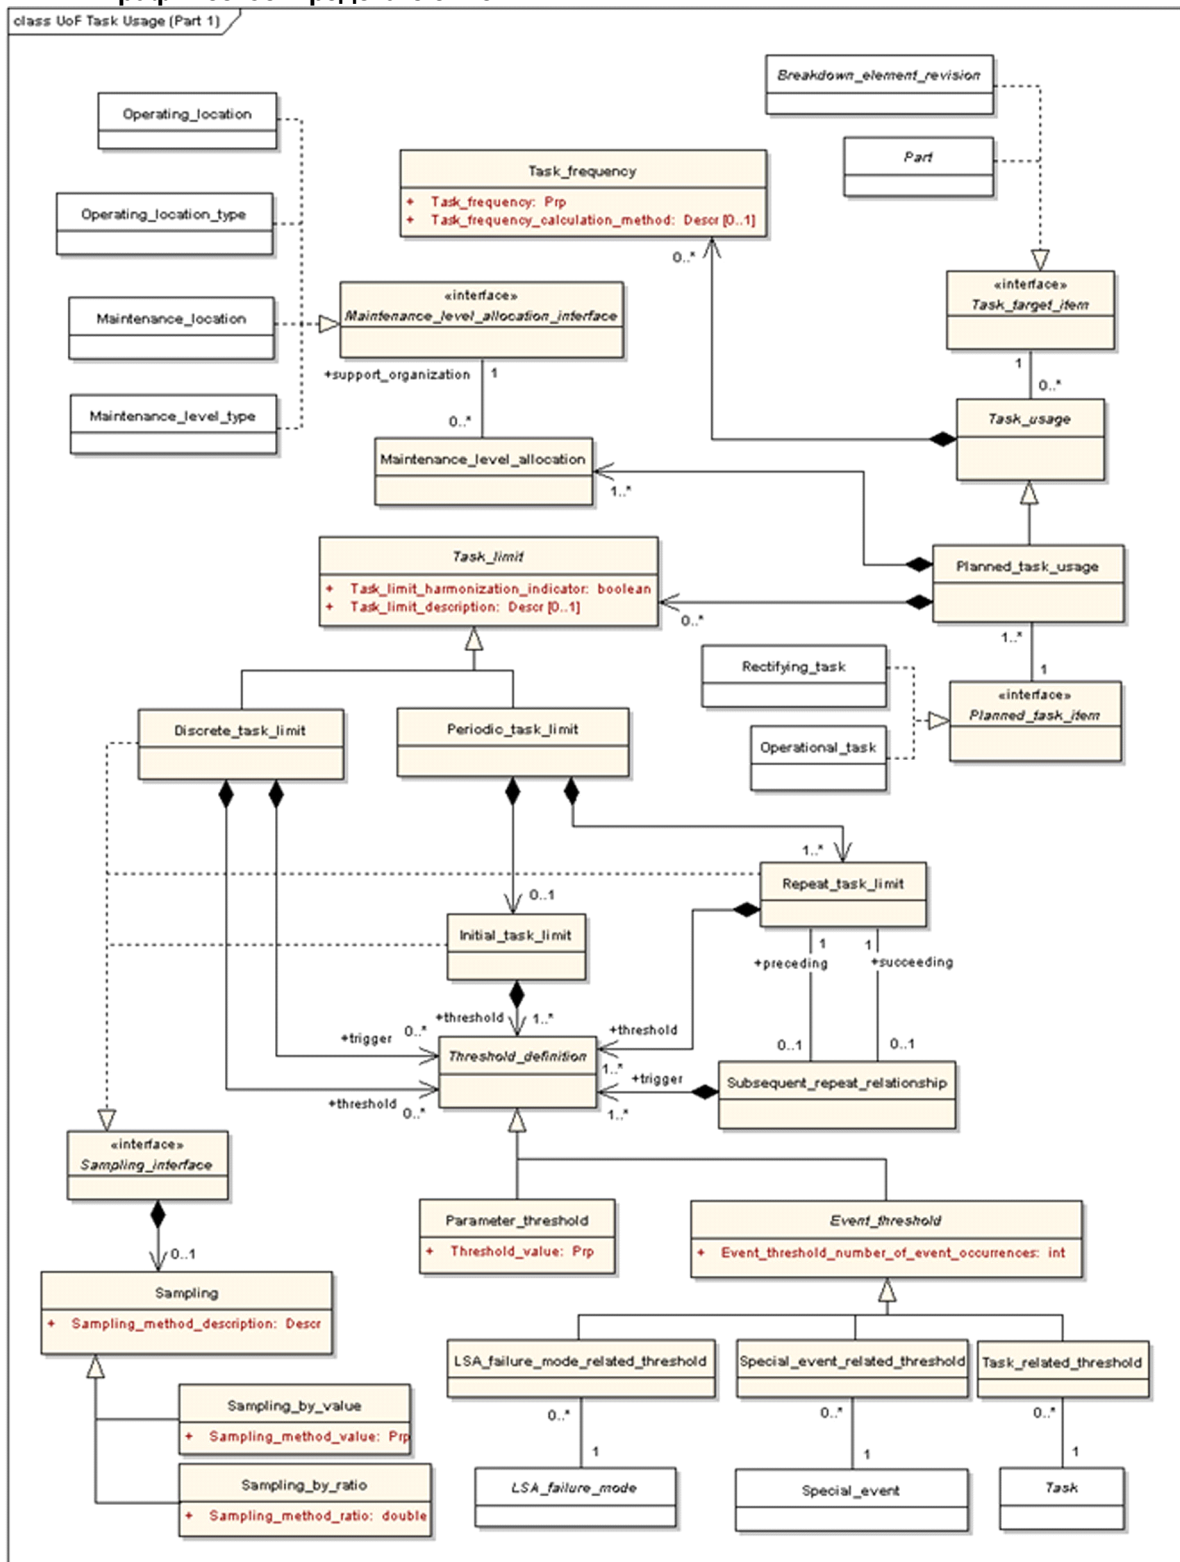 class UoF Task Usage (Part 1)
Breakdown_element_revision
Operating_location
Part
Task_frequency
+ Task_frequency: Prp
+ Task_frequency_calculation_method: Descr [0..1]
Operating_location_type
0..*
«interface»
Task_target_item
«interface»
Maintenance_level_allocation_interface
Maintenance_location
1
+support_organization
1
0..*
Maintenance_level_type
0..*
Task_usage
Maintenance_level_allocation
1..*
Task_limit
+ Task_limit_harmonization_indicator: boolean
+ Task_limit_description: Descr [0..1]
Planned_task_usage
0..*
1..*
Rectifying_task
1
«interface»
Planned_task_item
Operational_task
Discrete_task_limit
Periodic_task_limit
1..*
Repeat_task_limit
0..1
Initial_task_limit
1
1
+preceding
+succeeding
+threshold
1..*
+trigger
0..*
+threshold
0..1
0..1
Threshold_definition
1..*
+trigger
Subsequent_repeat_relationship
+threshold
0..*
1..*
«interface»
Sampling_interface
Parameter_threshold
+ Threshold_value: Prp
Event_threshold
+ Event_threshold_number_of_event_occurrences: int
0..1
Sampling
+ Sampling_method_description: Descr
LSA_failure_mode_related_threshold
Special_event_related_threshold
Task_related_threshold
Sampling_by_value
+ Sampling_method_value: Prp
0..*
0..*
0..*
1
1
1
Sampling_by_ratio
+ Sampling_method_ratio: double
LSA_failure_mode
Special_event
Task